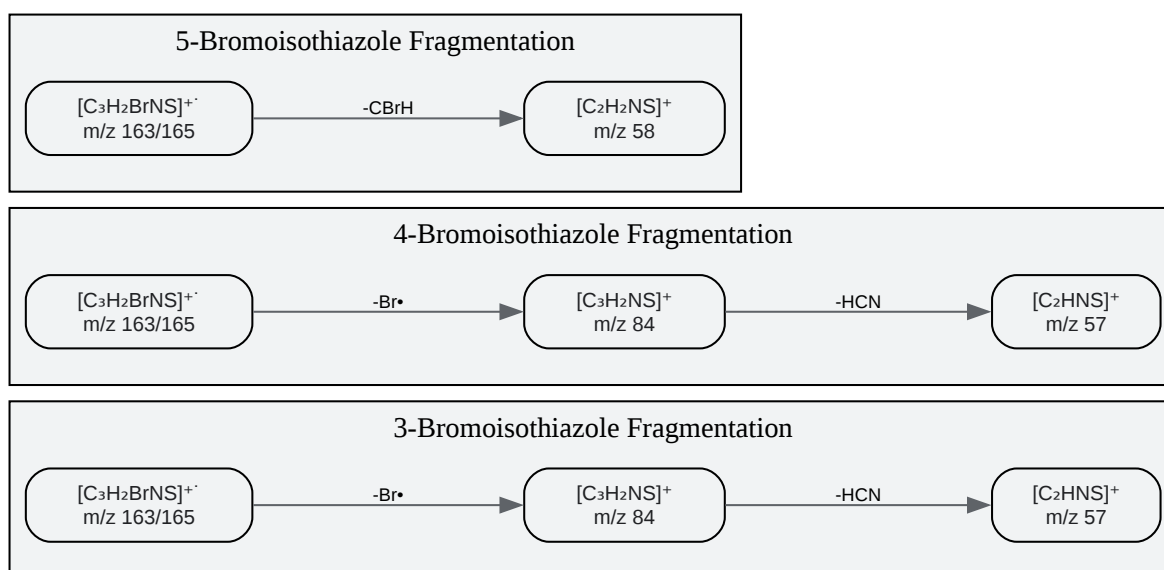 5-Bromoisothiazole Fragmentation
[C₃H₂BrNS]⁺˙
m/z 163/165
-CBrH
[C₂H₂NS]⁺
m/z 58
4-Bromoisothiazole Fragmentation
[C₃H₂BrNS]⁺˙
m/z 163/165
-Br•
[C₃H₂NS]⁺
m/z 84
-HCN
[C₂HNS]⁺
m/z 57
3-Bromoisothiazole Fragmentation
[C₃H₂BrNS]⁺˙
m/z 163/165
-Br•
[C₃H₂NS]⁺
m/z 84
-HCN
[C₂HNS]⁺
m/z 57